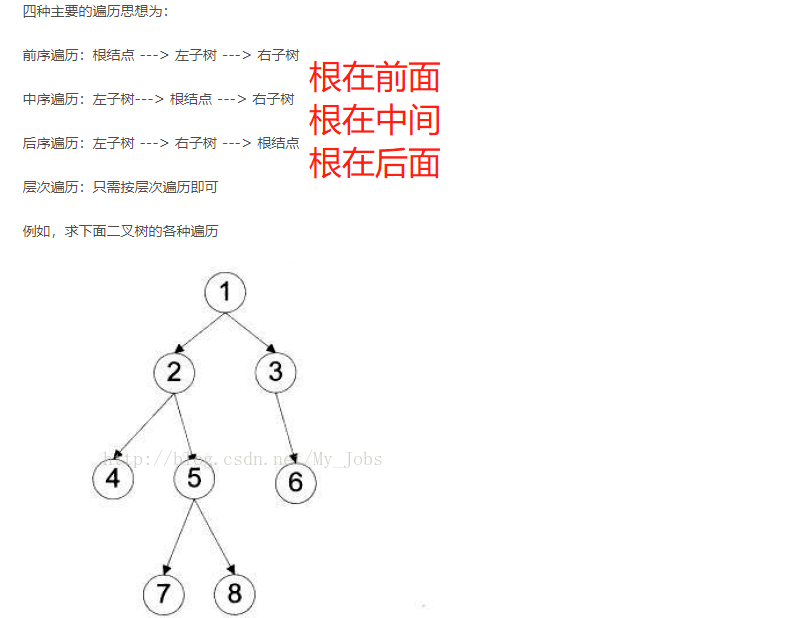 四种主要的遍历思想为：
前序遍历：根结点 ---> 左子树 ---> 右子树
根在前面
中序遍历：左子树---> 根结点 ---> 右子树
根在中间
后序遍历：左子树 ---> 右子树 ---> 根结点
根在后面
层次遍历：只需按层次遍历即可
例如，求下面二叉树的各种遍历
1
2 3
http://blog.csdn.net/My_Jobs
4 5 6
7 8